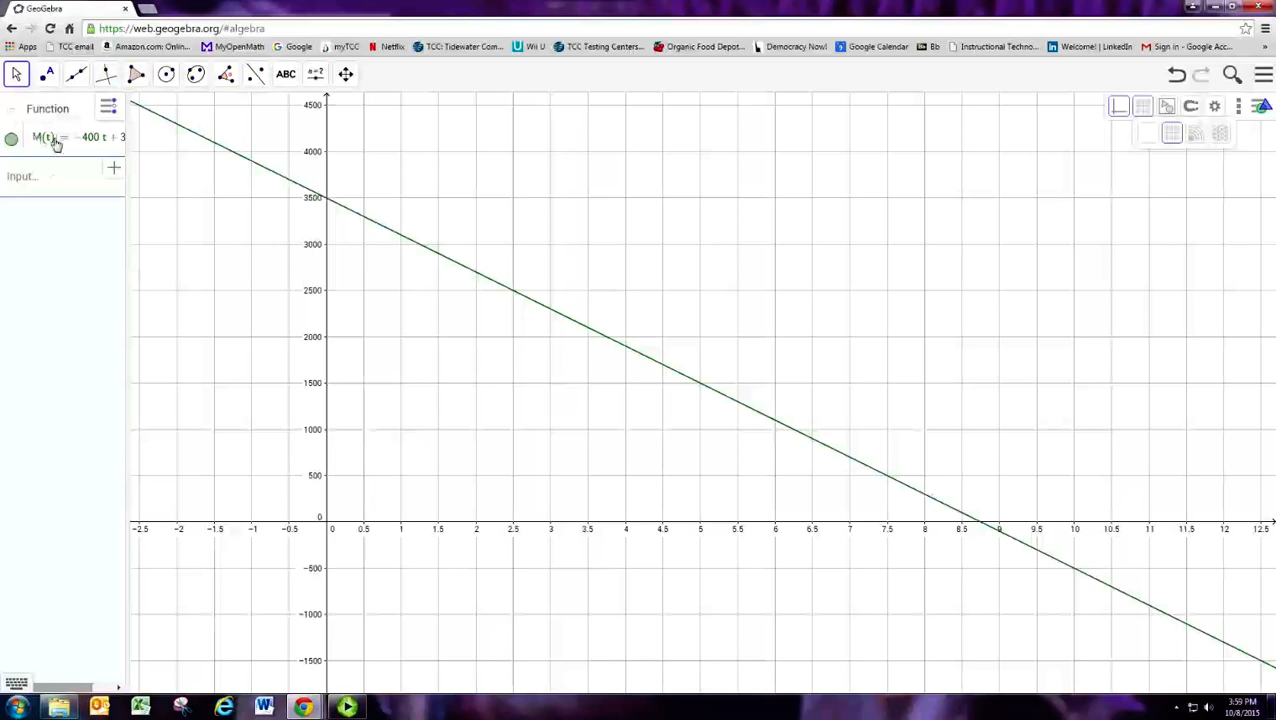 GeoGebra
https://web.geogebra.org/#algebra
Apps TCC email Amazon.com: Onlin... MyOpenMath Google myTCC Netflix TCC: Tidewater Com... Wii U TCC Testing Centers... Organic Food Depot... Democracy Now! Google Calendar Bb Instructional Techno... Welcome! | LinkedIn Sign in - Google Acc... »
ABC a=2
Function
M(t) = −400 t + 3
Input...
4500
4000
3500
3000
2500
2000
1500
1000
500
0
−2.5 −2 −1.5 −1 −0.5 0 0.5 1 1.5 2 2.5 3 3.5 4 4.5 5 5.5 6 6.5 7 7.5 8 8.5 9 9.5 10 10.5 11 11.5 12 12.5
−500
−1000
−1500
3:59 PM
10/8/2015